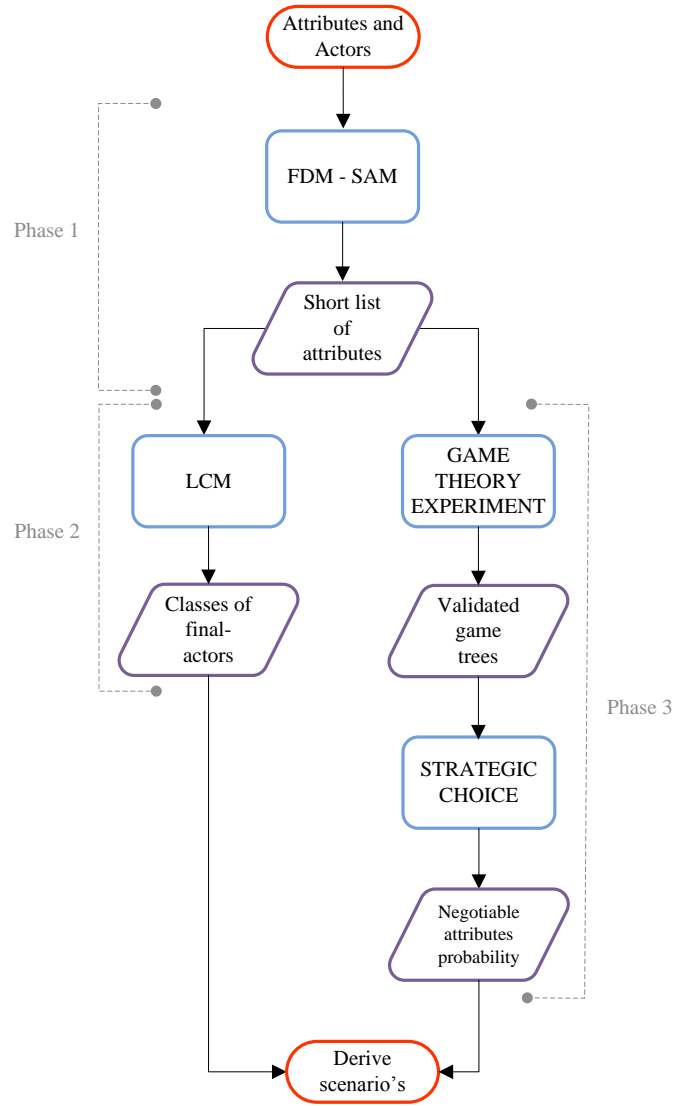 Attributes and
Actors
FDM - SAM
Phase 1
Short list
of
attributes
LCM
GAME
THEORY
EXPERIMENT
Phase 2
Classes of
final-
actors
Validated
game
trees
Phase 3
STRATEGIC
CHOICE
Negotiable
attributes
probability
Derive
scenario’s